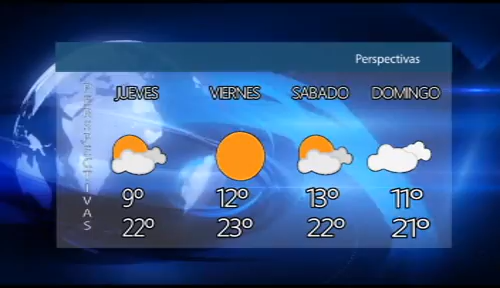 Perspectivas
JUEVES VIERNES SABADO DOMINGO
PERSPECTIVAS
9º 12º 13º 11º
22º 23º 22º 21º